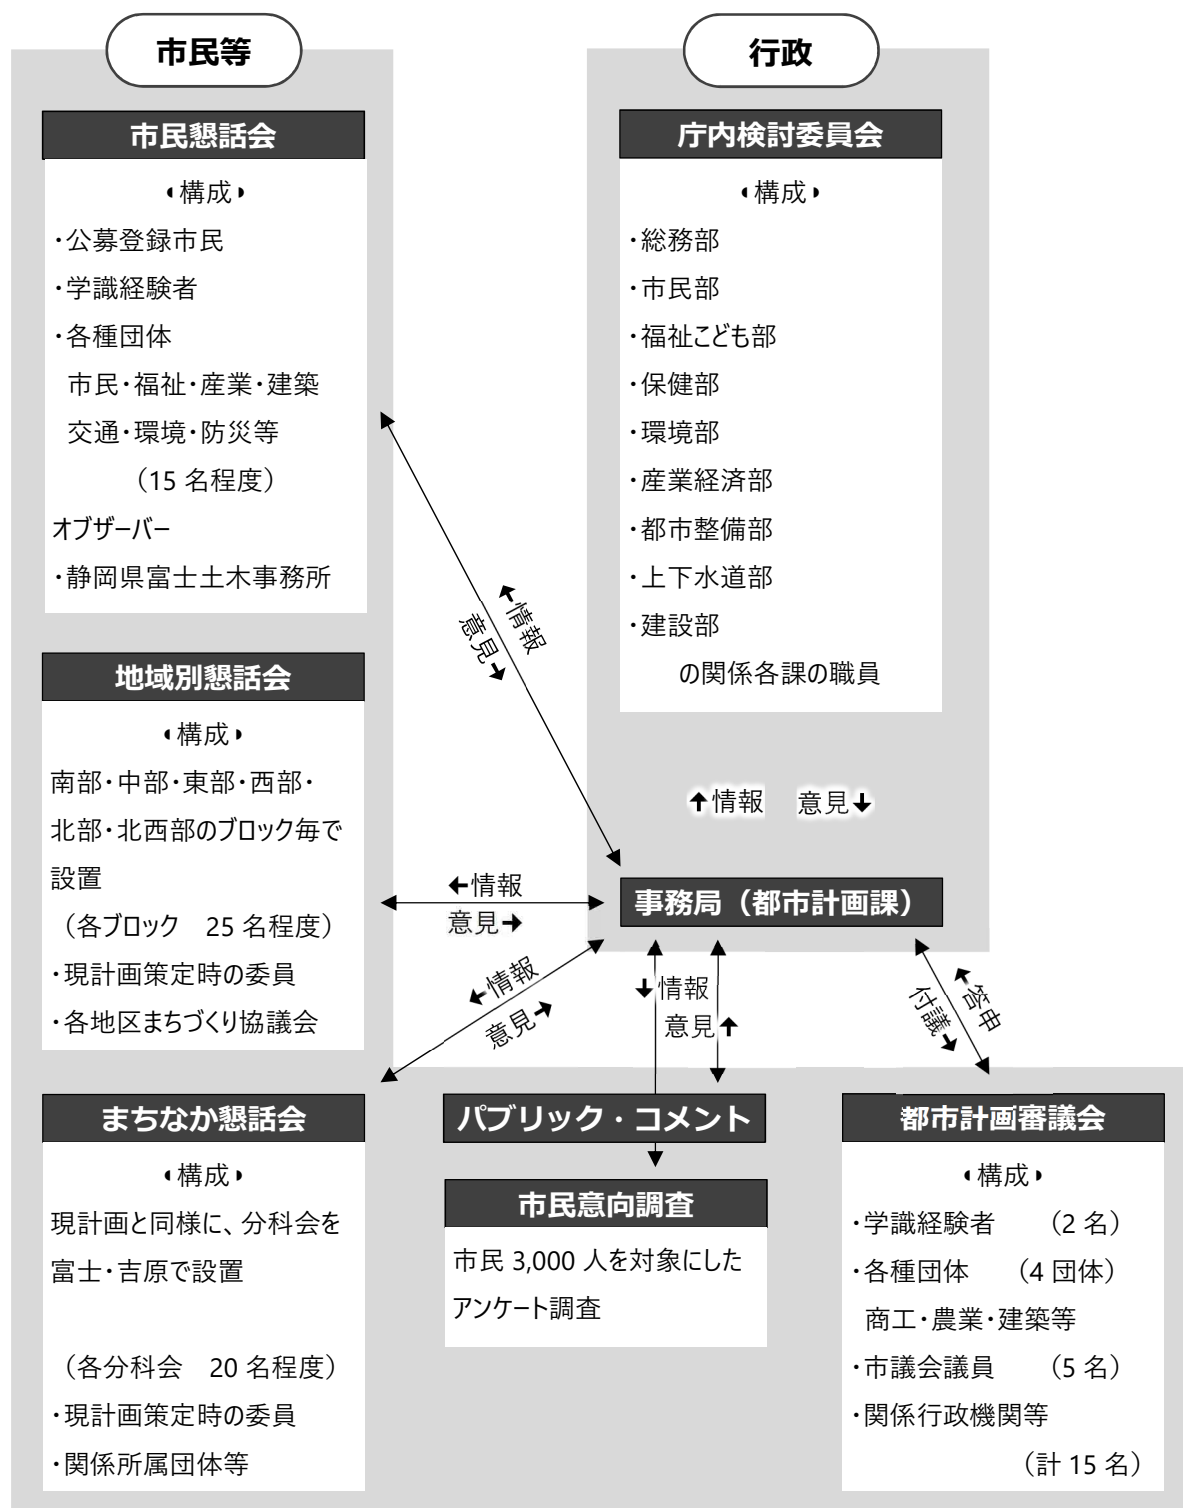 市民等
市民懇話会
◖構成◗
・公募登録市民
・学識経験者
・各種団体
市民・福祉・産業・建築
交通・環境・防災等
（15 名程度）
オブザーバー
・静岡県富士土木事務所
地域別懇話会
◖構成◗
南部・中部・東部・西部・
北部・北西部のブロック毎で
設置
（各ブロック　25 名程度）
・現計画策定時の委員
・各地区まちづくり協議会
まちなか懇話会
◖構成◗
現計画と同様に、分科会を
富士・吉原で設置
（各分科会　20 名程度）
・現計画策定時の委員
・関係所属団体等
行政
庁内検討委員会
◖構成◗
・総務部
・市民部
・福祉こども部
・保健部
・環境部
・産業経済部
・都市整備部
・上下水道部
・建設部
の関係各課の職員
↑情報　意見↓
事務局（都市計画課）
↑情報
意見↓
←情報
意見→
←情報
意見→
↓情報
意見↑
↑答申
付議↓
パブリック・コメント
市民意向調査
市民 3,000 人を対象にした
アンケート調査
都市計画審議会
◖構成◗
・学識経験者　（2 名）
・各種団体　（4 団体）
商工・農業・建築等
・市議会議員　（5 名）
・関係行政機関等
（計 15 名）